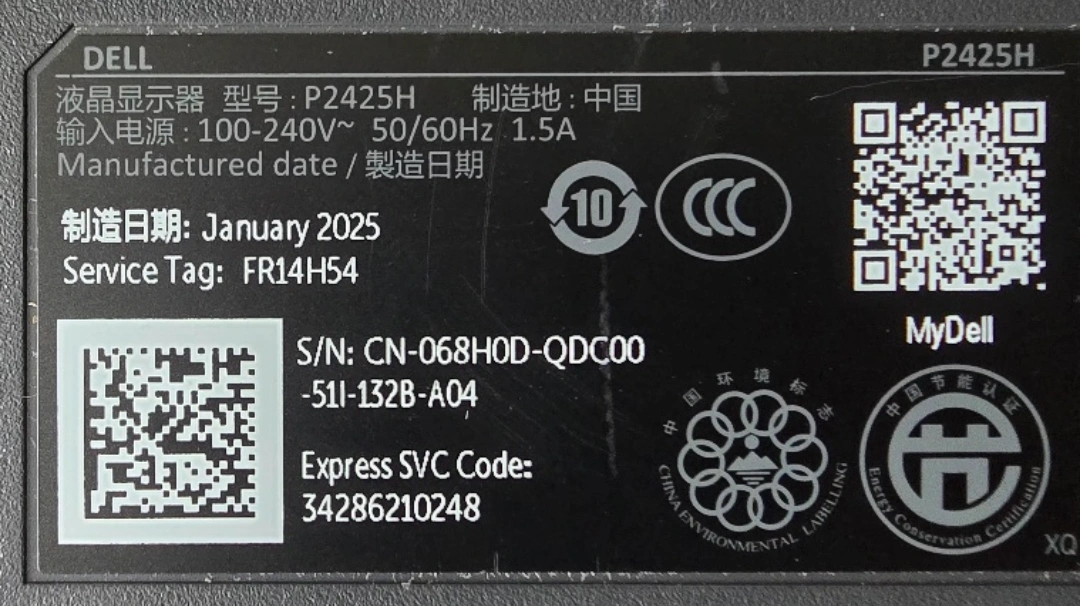 DELL P2425H
液晶显示器 型号 : P2425H 制造地 : 中国
输入电源 : 100-240V~ 50/60Hz 1.5A
Manufactured date / 製造日期
制造日期: January 2025
Service Tag: FR14H54
10
CCC
MyDell
S/N: CN-068H0D-QDC00
-51I-132B-A04
Express SVC Code:
34286210248
中国环境标志
CHINA ENVIRONMENTAL LABELLING
中国节能认证
Energy Conservation Certification
XQ